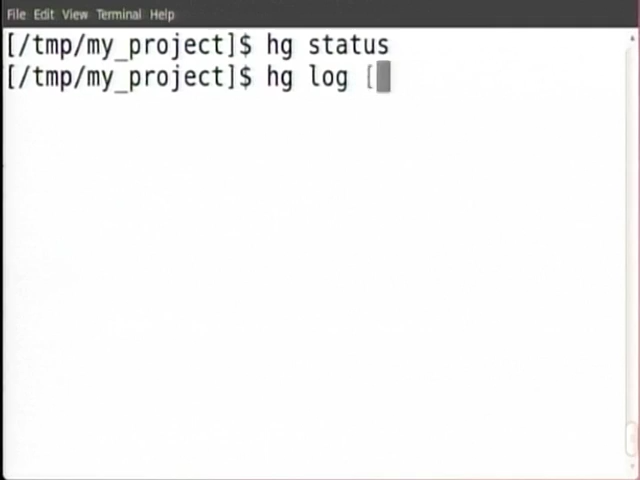 File Edit View Terminal Help
[/tmp/my_project]$ hg status
[/tmp/my_project]$ hg log [